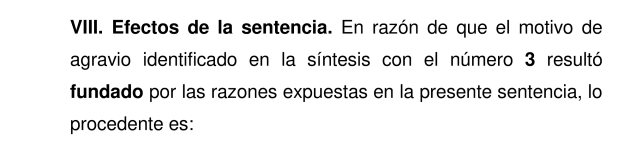 VIII. Efectos de la sentencia. En razón de que el motivo de
agravio identificado en la síntesis con el número 3 resultó
fundado por las razones expuestas en la presente sentencia, lo
procedente es: